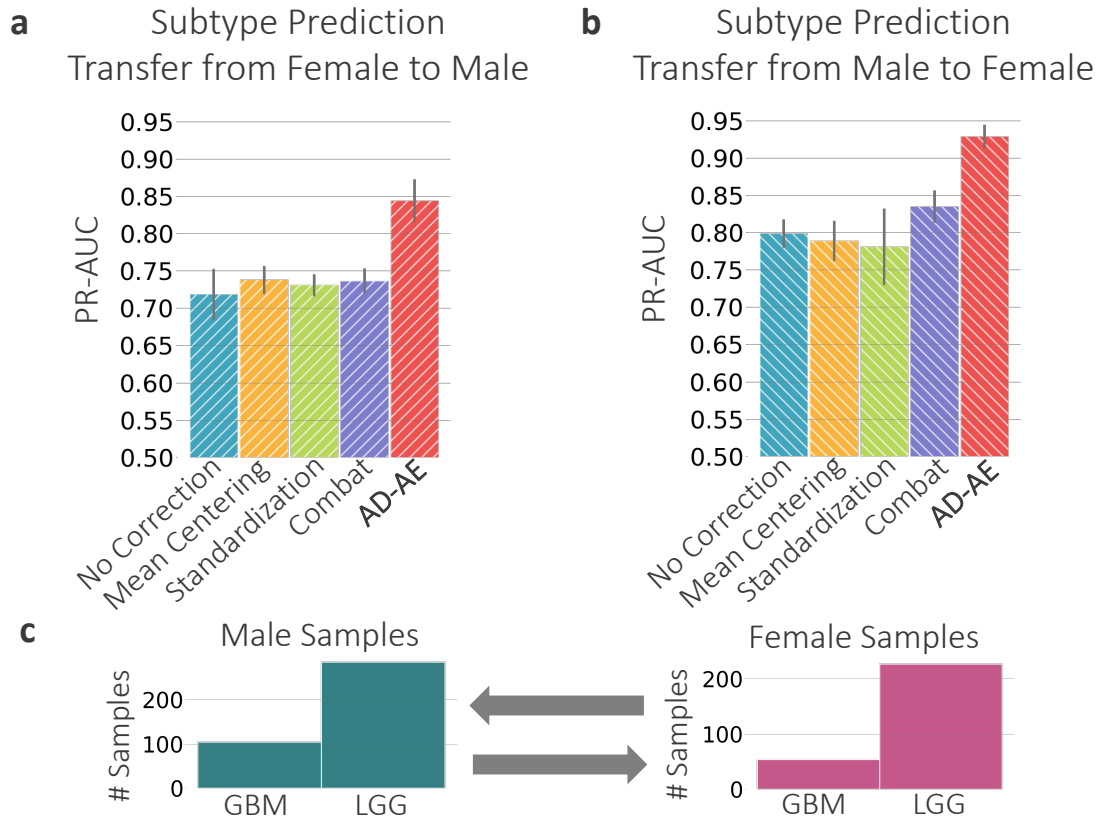 a
Subtype Prediction
Transfer from Female to Male
PR-AUC
0.95
0.90
0.85
0.80
0.75
0.70
0.65
0.60
0.55
0.50
No Correction
Mean Centering
Standardization
Combat
AD-AE
b
Subtype Prediction
Transfer from Male to Female
PR-AUC
0.95
0.90
0.85
0.80
0.75
0.70
0.65
0.60
0.55
0.50
No Correction
Mean Centering
Standardization
Combat
AD-AE
c
Male Samples
# Samples
200
100
0
GBM LGG
Female Samples
# Samples
200
100
0
GBM LGG